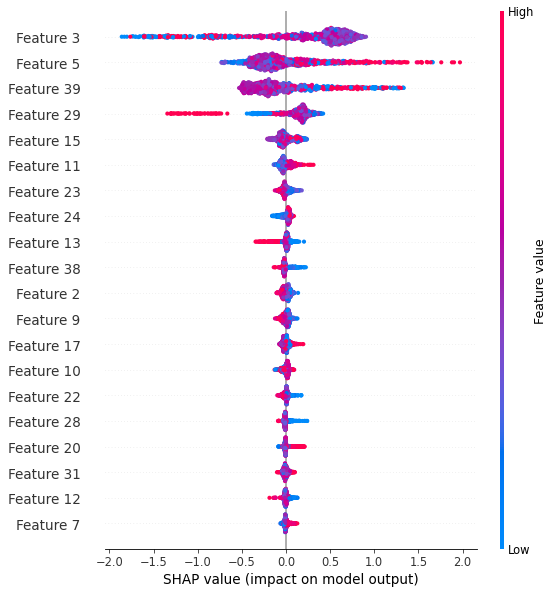 High
Feature 3
Feature 5
Feature 39
Feature 29
Feature 15
Feature 11
Feature 23
Feature 24
Feature 13
Feature 38
Feature 2
Feature 9
Feature 17
Feature 10
Feature 22
Feature 28
Feature 20
Feature 31
Feature 12
Feature 7
Feature value
Low
−2.0 −1.5 −1.0 −0.5 0.0 0.5 1.0 1.5 2.0
SHAP value (impact on model output)